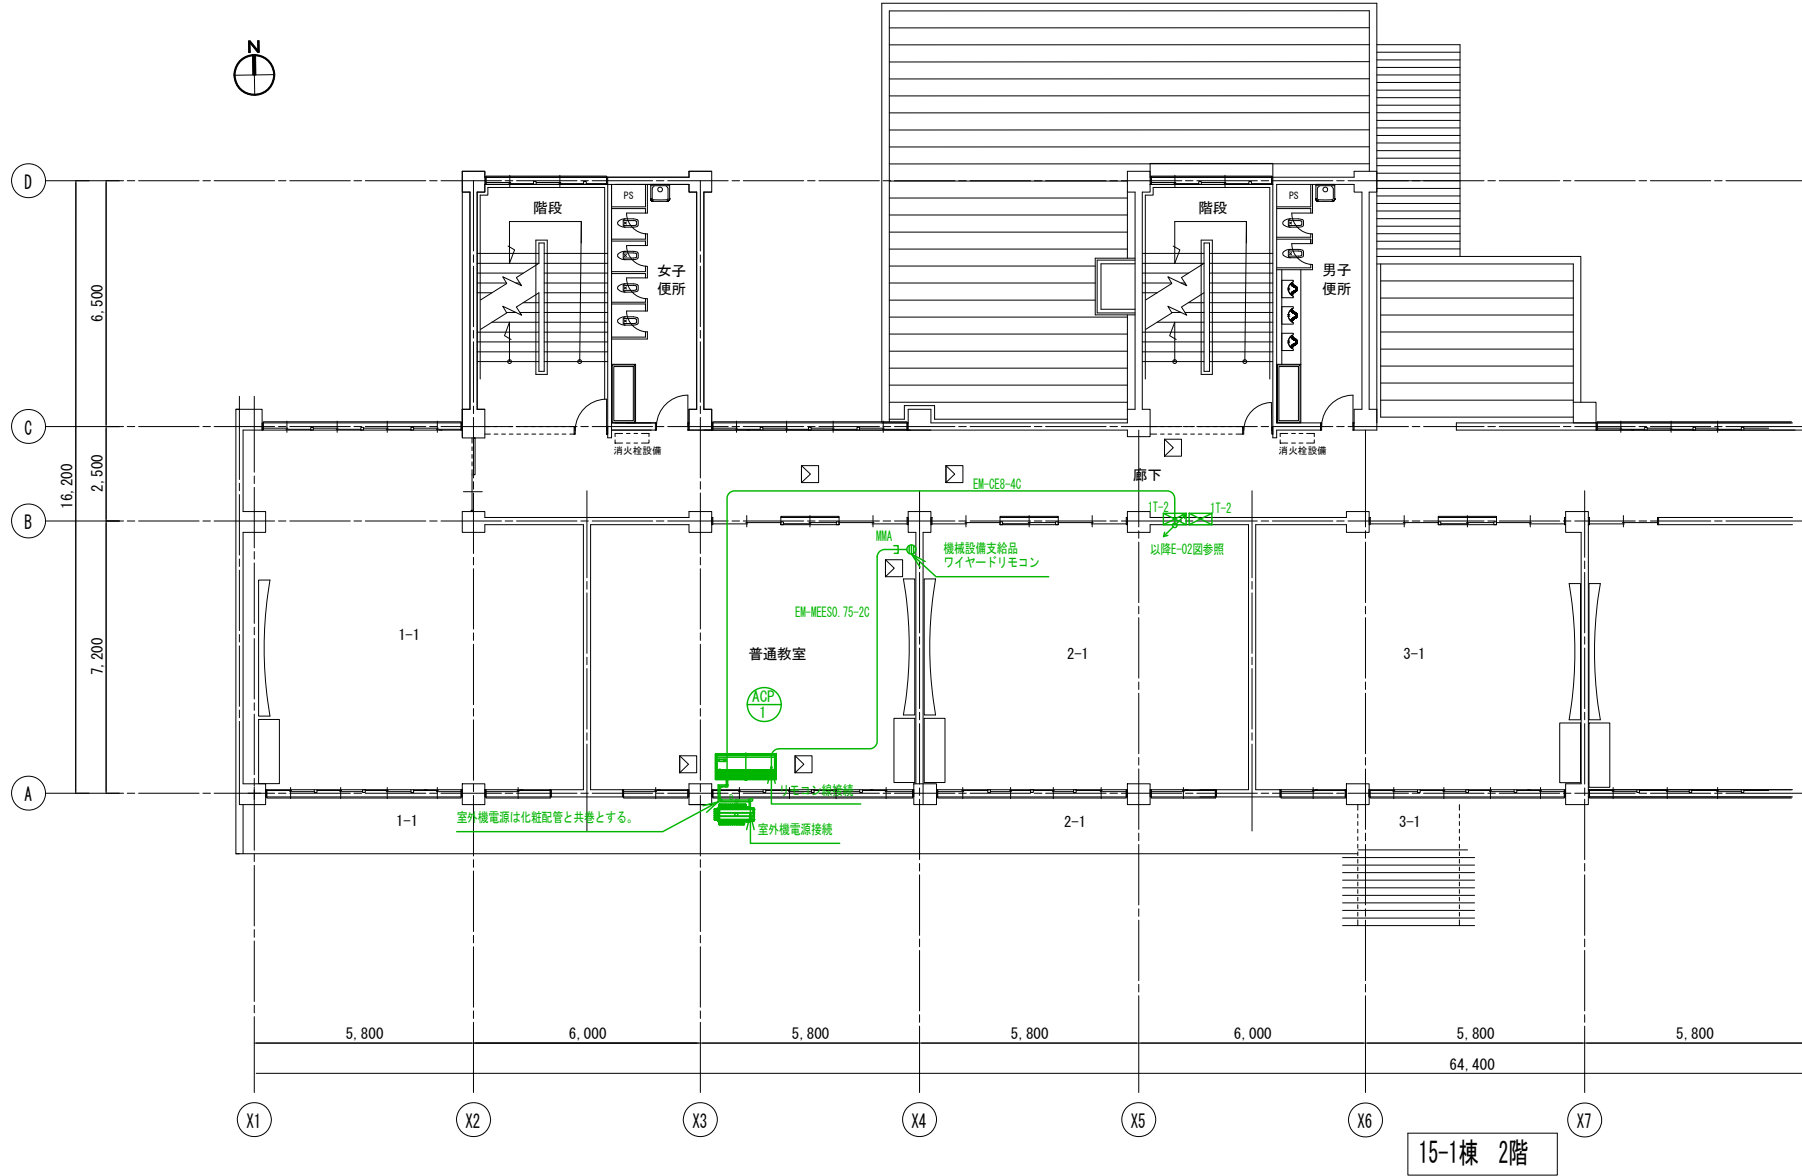 N
D
階段
PS
女子
便所
階段
PS
男子
便所
6,500
C
消火栓設備
消火栓設備
16,200
2,500
廊下
EM-CE8-4C
B
1T-2
1T-2
MMA
機械設備支給品
ワイヤードリモコン
以降E-02図参照
EM-MEES0.75-2C
7,200
1-1
普通教室
2-1
3-1
ACP
1
A
リモコン線接続
1-1
室外機電源は化粧配管と共巻とする。
室外機電源接続
2-1
3-1
5,800
6,000
5,800
5,800
6,000
5,800
5,800
64,400
X1
X2
X3
X4
X5
X6
X7
15-1棟 2階